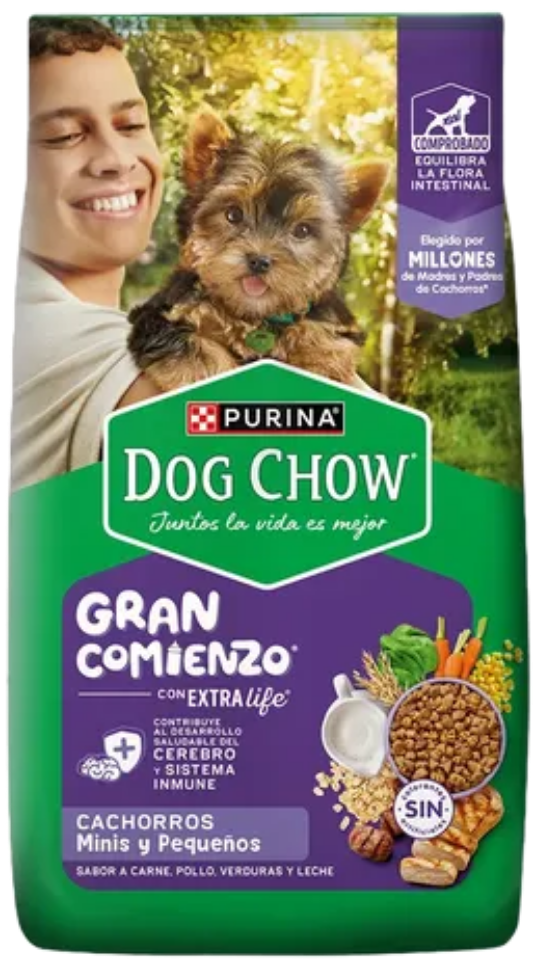 COMPROBADO
EQUILIBRA
LA FLORA
INTESTINAL
Elegido por
MILLONES
de Madres y Padres
de Cachorros*
PURINA®
DOG CHOW®
Juntos la vida es mejor
GRAN
COMIENZO®
CON EXTRA life®
CONTRIBUYE
AL DESARROLLO
SALUDABLE DEL
CEREBRO
Y SISTEMA
INMUNE
SIN
CACHORROS
Minis y Pequeños
SABOR A CARNE, POLLO, VERDURAS Y LECHE